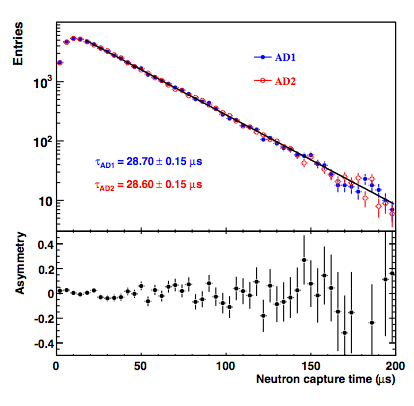 Entries
10³
10²
10
AD1
AD2
τAD1 = 28.70 ± 0.15 μs
τAD2 = 28.60 ± 0.15 μs
Asymmetry
0.4
0.2
0
-0.2
-0.4
0 50 100 150 200
Neutron capture time (μs)